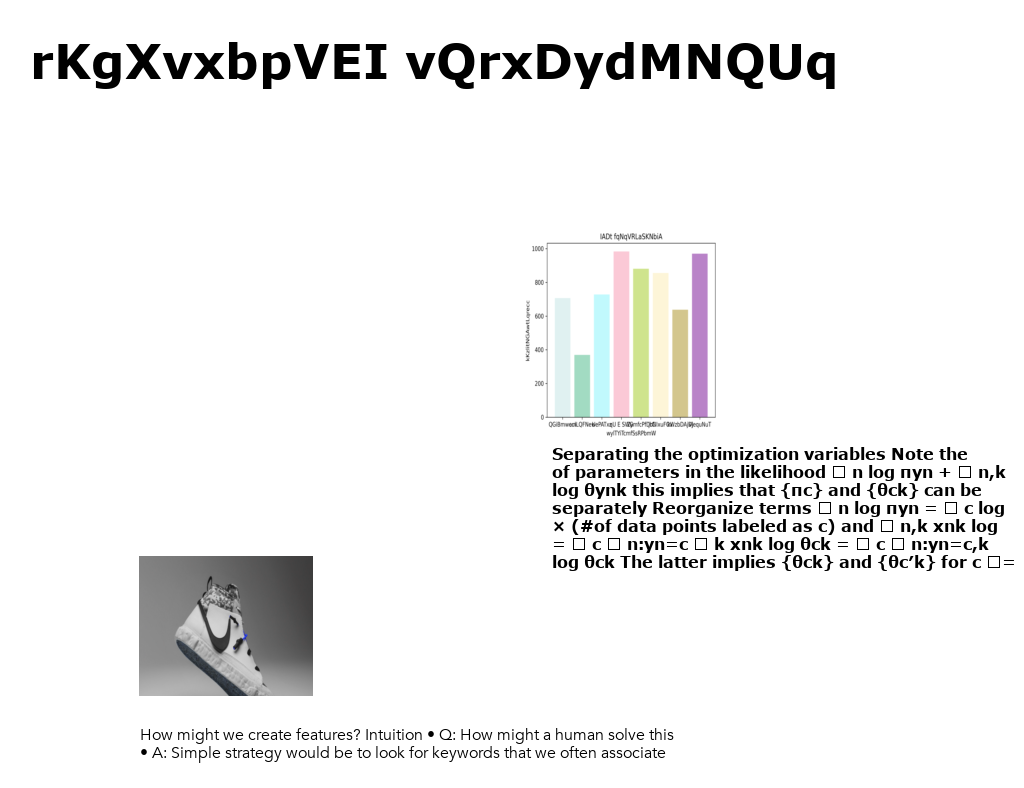 rKgXvxbpVEI vQrxDydMNQUq
IADt fqNqVRLaSKNbiA
1000
800
600
400
200
0
Separating the optimization variables Note the
of parameters in the likelihood □ n log πyn + □ n,k
log θynk this implies that {πc} and {θck} can be
separately Reorganize terms □ n log πyn = □ c log
× (#of data points labeled as c) and □ n,k xnk log
= □ c □ n:yn=c □ k xnk log θck = □ c □ n:yn=c,k
log θck The latter implies {θck} and {θc’k} for c □=
How might we create features? Intuition • Q: How might a human solve this
• A: Simple strategy would be to look for keywords that we often associate